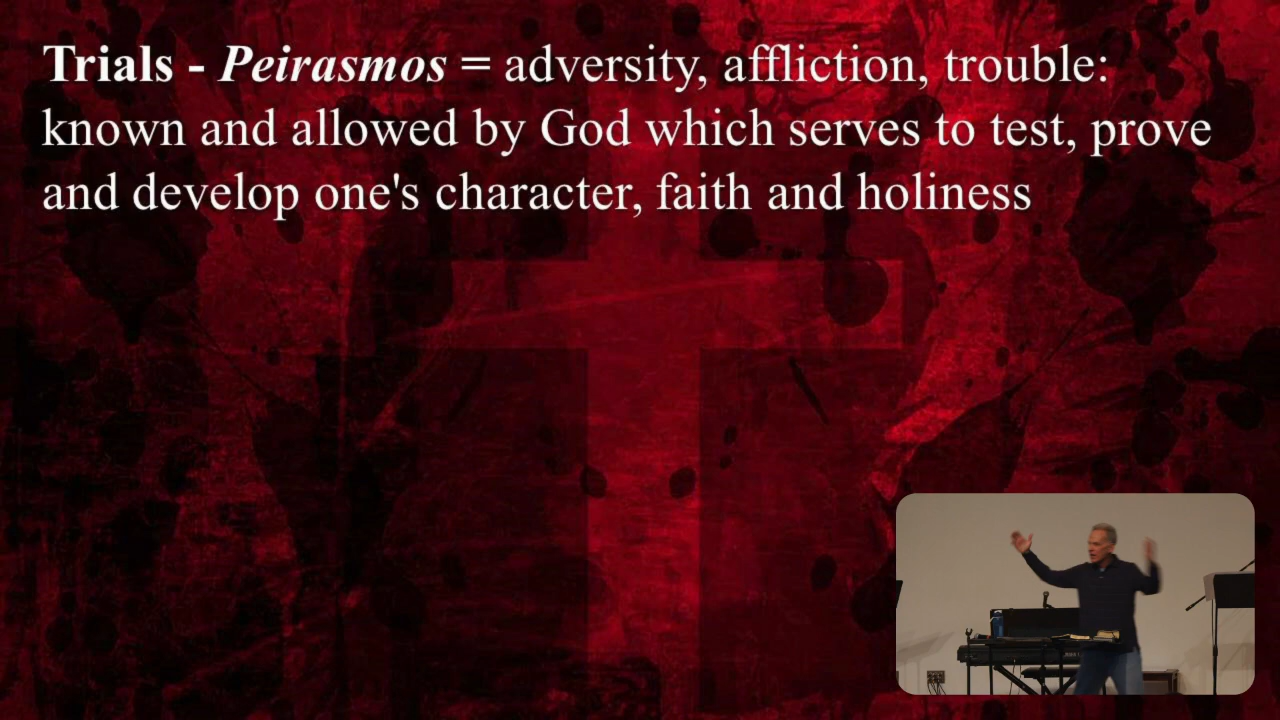 Trials - Peirasmos = adversity, affliction, trouble:
known and allowed by God which serves to test, prove
and develop one's character, faith and holiness